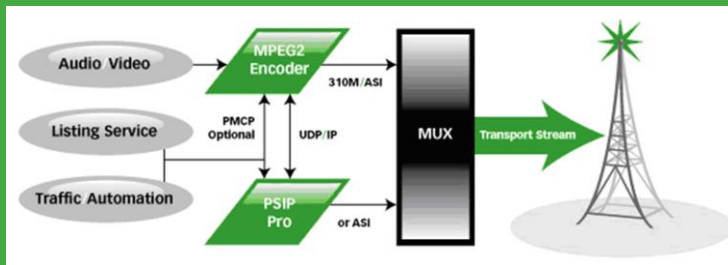 Audio/Video
MPEG2
Encoder
310M/ASI
Listing Service
PMCP
Optional
UDP/IP
MUX
Transport Stream
Traffic/Automation
PSIP
Pro
or ASI